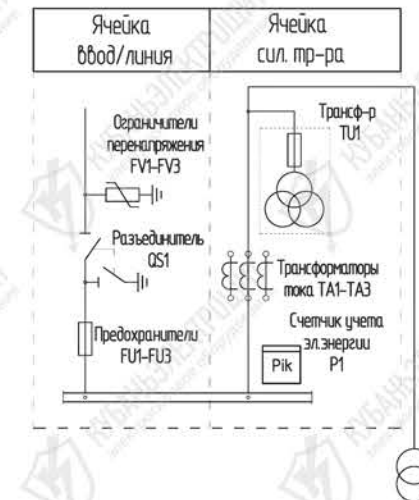 Ячейка
ввод/линия
Ячейка
сил. тр-ра
Ограничители
перенапряжения
FV1-FV3
Разъединитель
QS1
Предохранители
FU1-FU3
Трансф-р
TU1
Трансформаторы
тока TA1-TA3
Счетчик учета
эл.энергии
P1
Pik
КУБАНЬЭЛЕКТРОЩИТ